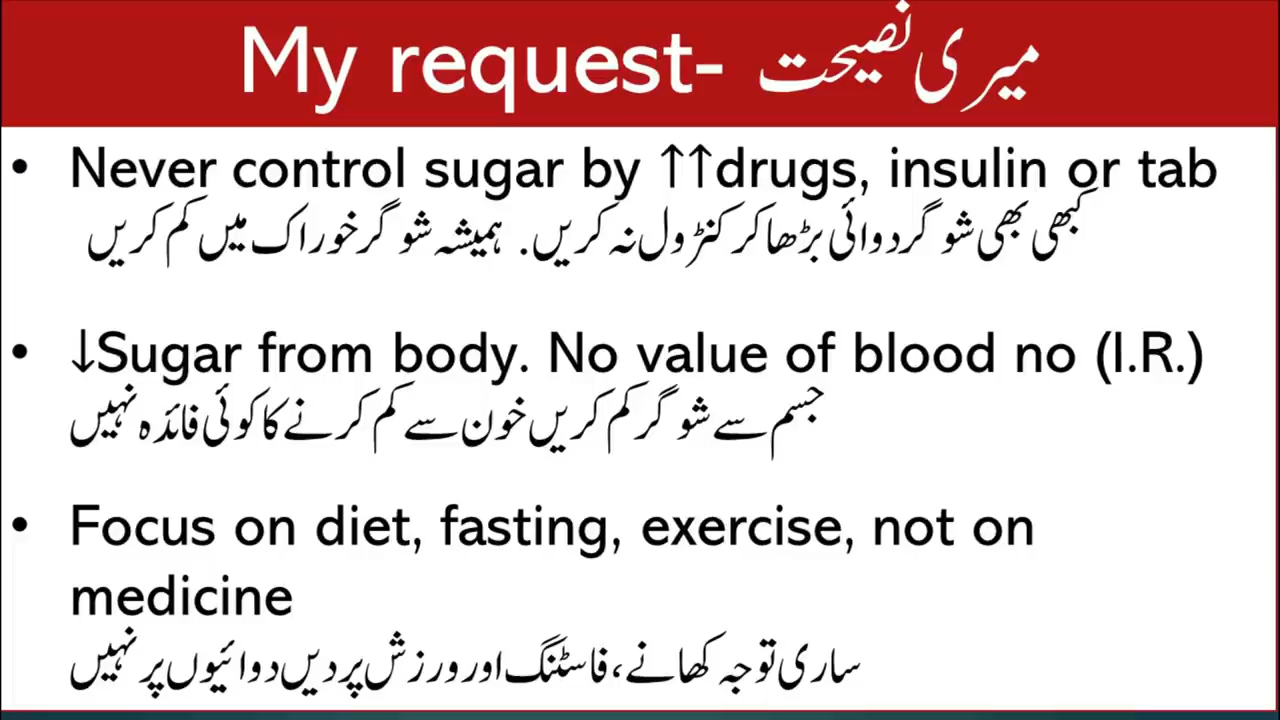 My request- میری نصیحت
• Never control sugar by ↑↑drugs, insulin or tab
کبھی بھی شوگر دوائی بڑھا کر کنٹرول نہ کریں. ہمیشہ شوگر خوراک میں کم کریں
• ↓Sugar from body. No value of blood no (I.R.)
جسم سے شوگر کم کریں خون سے کم کرنے کا کوئی فائدہ نہیں
• Focus on diet, fasting, exercise, not on
medicine
ساری توجہ کھانے، فاسٹنگ اور ورزش پر دیں دوائیوں پر نہیں